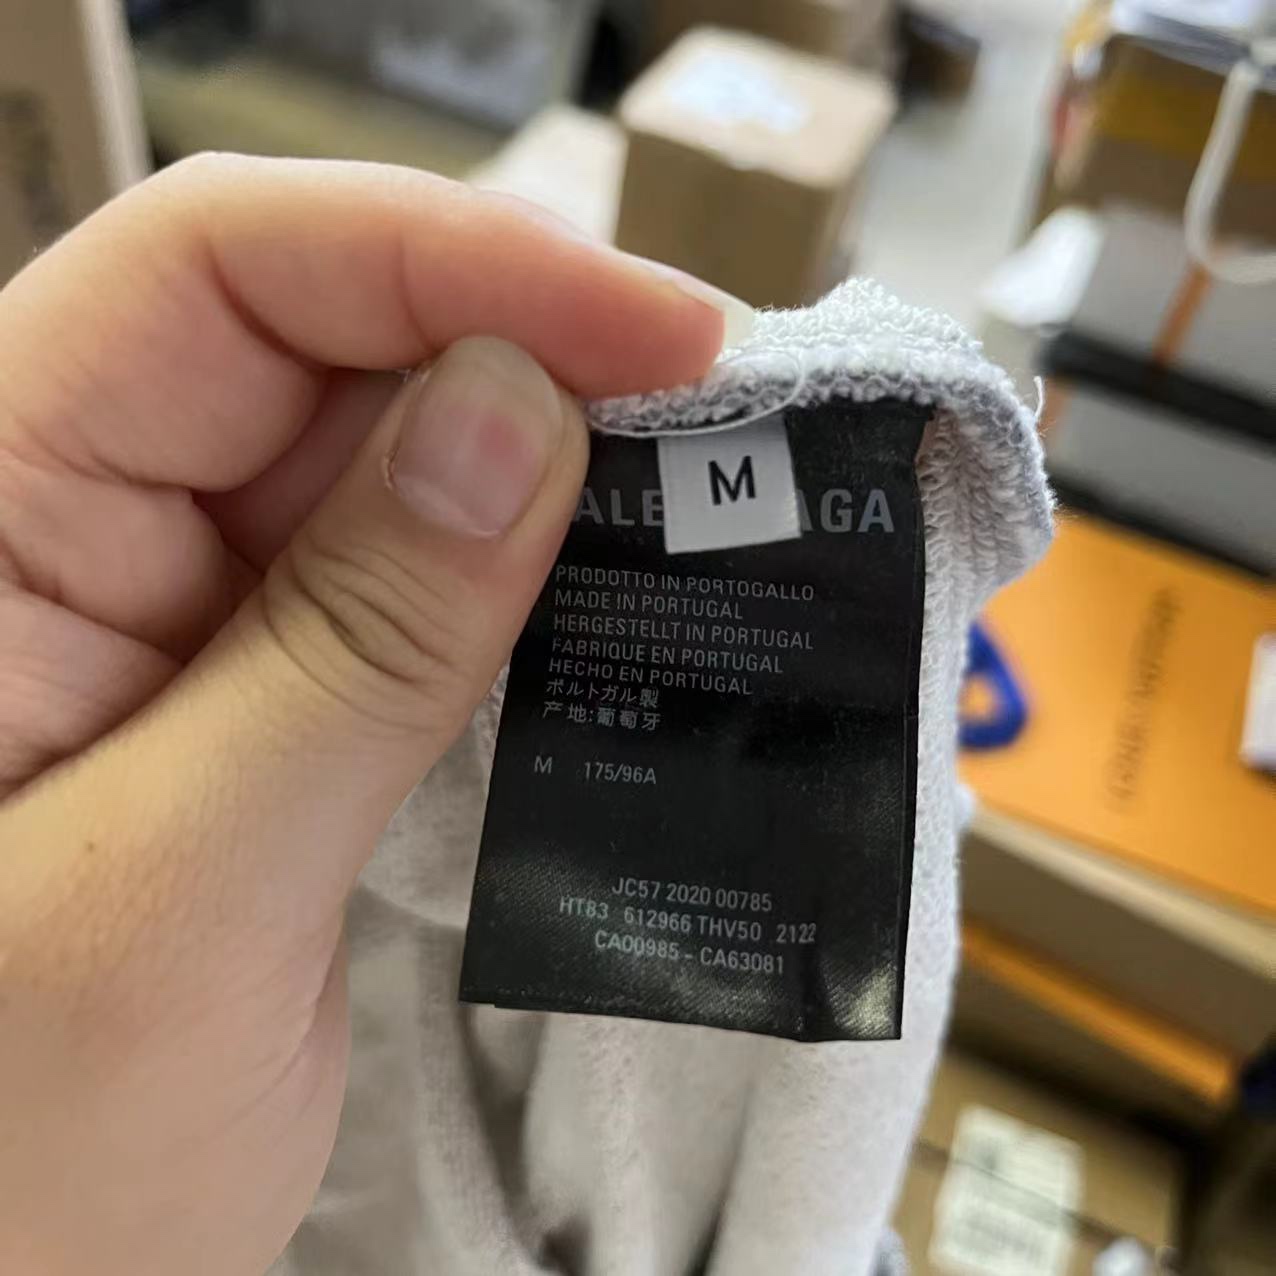 M
ALE AGA
PRODOTTO IN PORTOGALLO
MADE IN PORTUGAL
HERGESTELLT IN PORTUGAL
FABRIQUE EN PORTUGAL
HECHO EN PORTUGAL
ポルトガル製
产地:葡萄牙
M 175/96A
JC57 2020 00785
HT83 612966 THV50 2122
CA00985 - CA63081